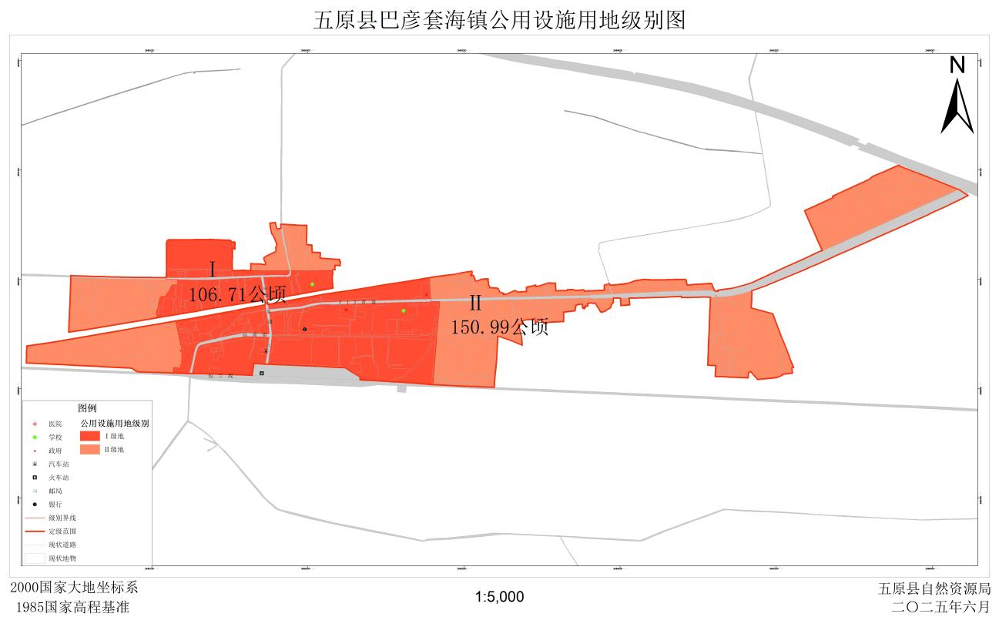 五原县巴彦套海镇公用设施用地级别图
N
Ⅰ
106.71公顷
Ⅱ
150.99公顷
包 兰 线
图例
医院
学校
政府
汽车站
火车站
邮局
银行
级别界线
定级范围
现状道路
现状地物
公用设施用地级别
Ⅰ级地
Ⅱ级地
2000国家大地坐标系
1985国家高程基准
1:5,000
五原县自然资源局
二〇二五年六月